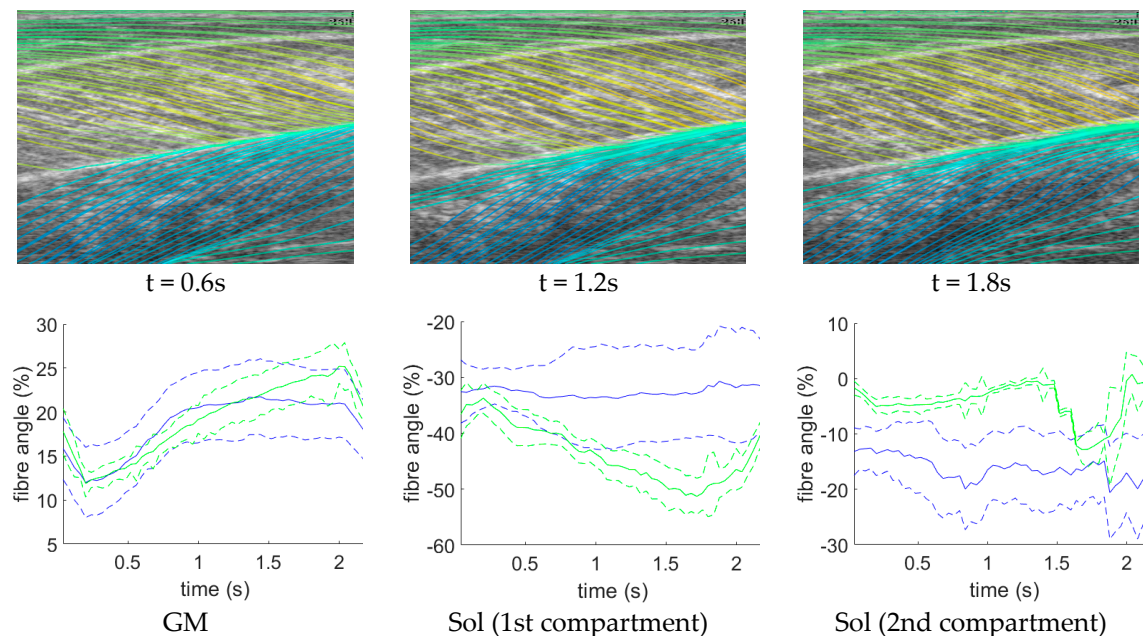 t = 0.6s
t = 1.2s
t = 1.8s
30
25
20
15
10
5
fibre angle (%)
0.5
1
1.5
2
time (s)
GM
-20
-30
-40
-50
-60
fibre angle (%)
0.5
1
1.5
2
time (s)
Sol (1st compartment)
10
0
-10
-20
-30
fibre angle (%)
0.5
1
1.5
2
time (s)
Sol (2nd compartment)